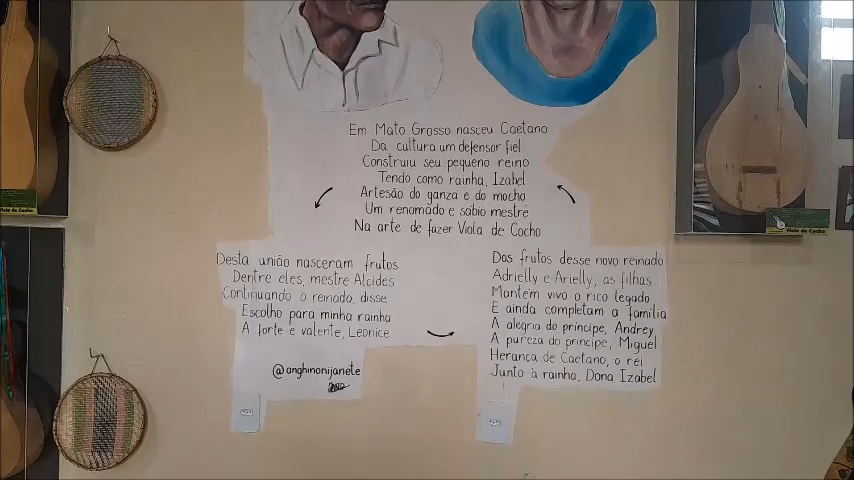 Em Mato Grosso nasceu Caetano
Da cultura um defensor fiel
Construiu seu pequeno reino
Tendo como rainha, Izabel
Artesão do ganzá e do mocho
Um renomado e sábio mestre
Na arte de fazer Viola de Cocho
Desta união nasceram frutos
Dentre eles, mestre Alcides
Continuando o reinado, disse
Escolho para minha rainha
A forte e valente, Leonice
@anghinonijanete
Dos frutos desse novo reinado
Adrielly e Arielly, as filhas
Mantém vivo o rico legado
E ainda completam a família
A alegria do príncipe, Andrey
A pureza do príncipe, Miguel
Herança de Caetano, o rei
Junto à rainha, Dona Izabel
Viola de Cocho
Viola de Cocho